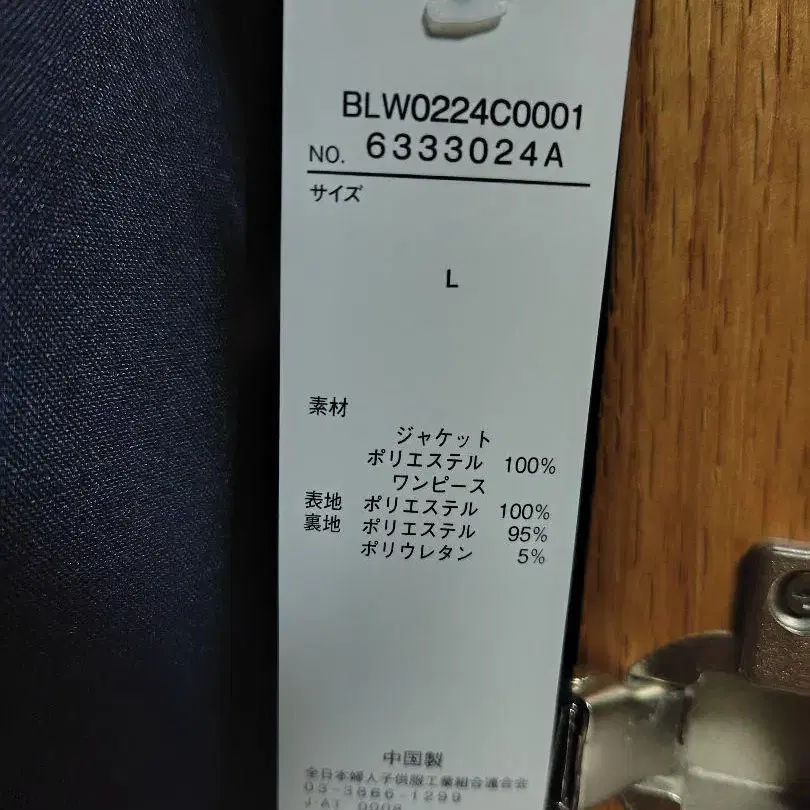 BLW0224C0001
NO. 6333024A
サイズ
L
素材
ジャケット
ポリエステル 100%
ワンピース
表地 ポリエステル 100%
裏地 ポリエステル 95%
ポリウレタン 5%
中国製
全日本婦人子供服工業組合連合会
03-3866-1299
J-A1 0008